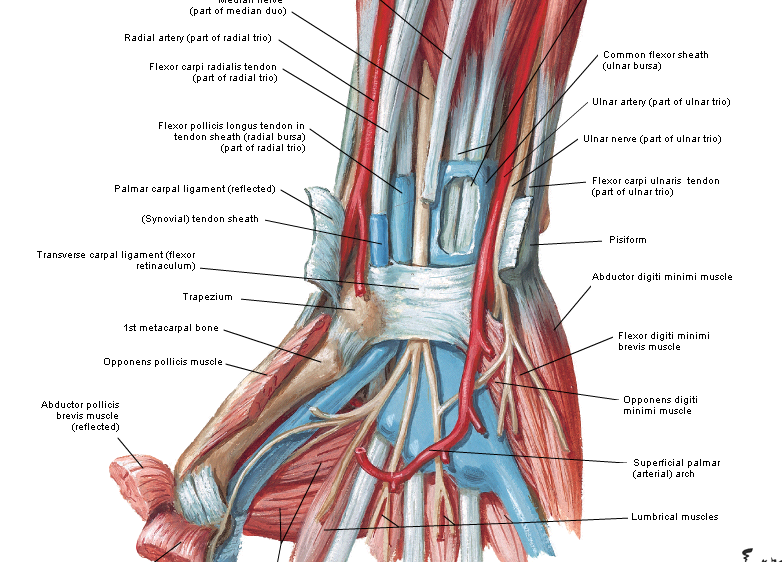 Median nerve
(part of median duo)
Radial artery (part of radial trio)
Flexor carpi radialis tendon
(part of radial trio)
Flexor pollicis longus tendon in
tendon sheath (radial bursa)
(part of radial trio)
Palmar carpal ligament (reflected)
(Synovial) tendon sheath
Transverse carpal ligament (flexor
retinaculum)
Trapezium
1st metacarpal bone
Opponens pollicis muscle
Abductor pollicis
brevis muscle
(reflected)
Common flexor sheath
(ulnar bursa)
Ulnar artery (part of ulnar trio)
Ulnar nerve (part of ulnar trio)
Flexor carpi ulnaris tendon
(part of ulnar trio)
Pisiform
Abductor digiti minimi muscle
Flexor digiti minimi
brevis muscle
Opponens digiti
minimi muscle
Superficial palmar
(arterial) arch
Lumbrical muscles